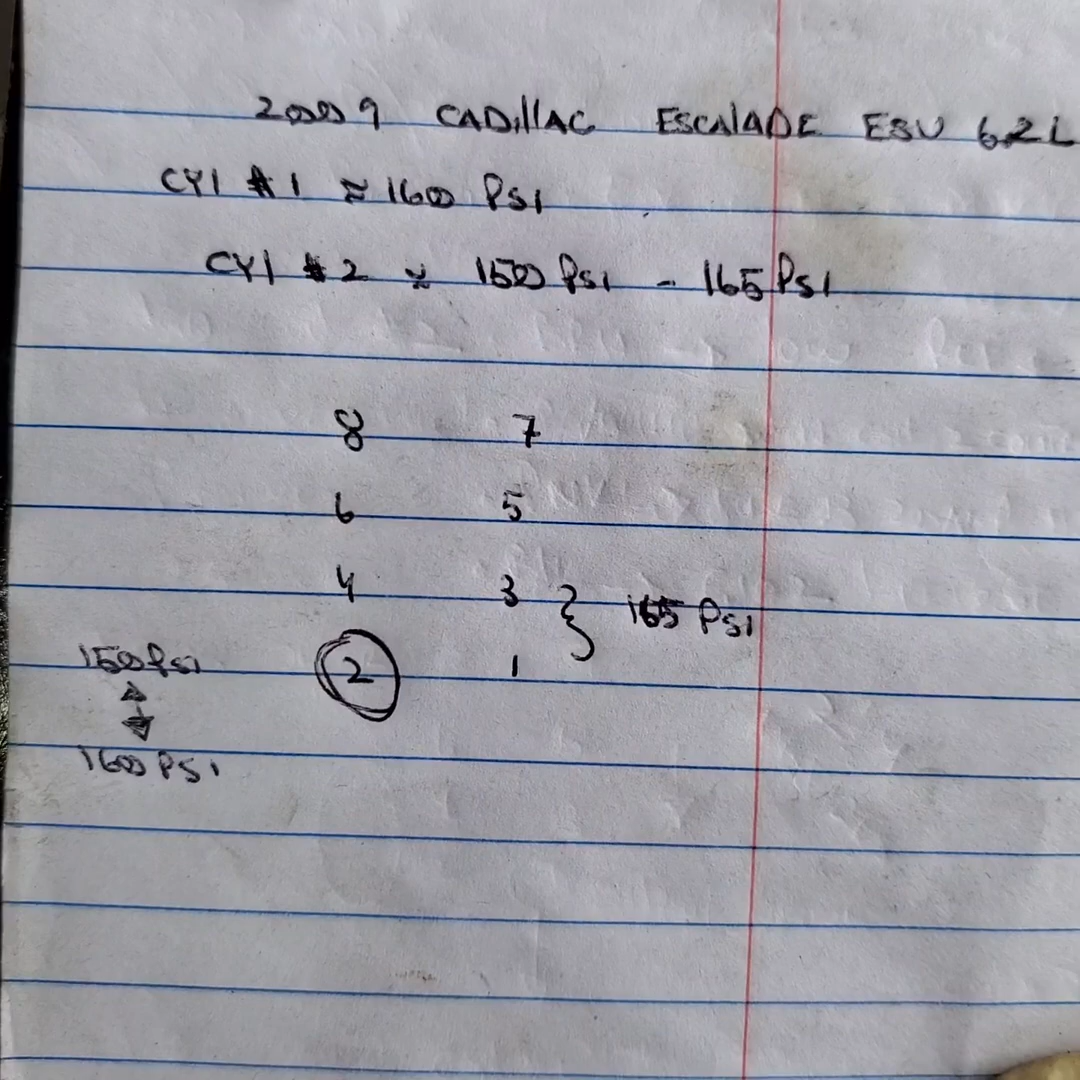 2009 CADillAC ESCAlADE ESV 6.2L
CYl #1 ≈ 160 PSI
CYl #2 ≈ 150 PSI - 165 PSI
8 7
6 5
4 3 } 165 PSI
150 PSI 2 1
160 PSI